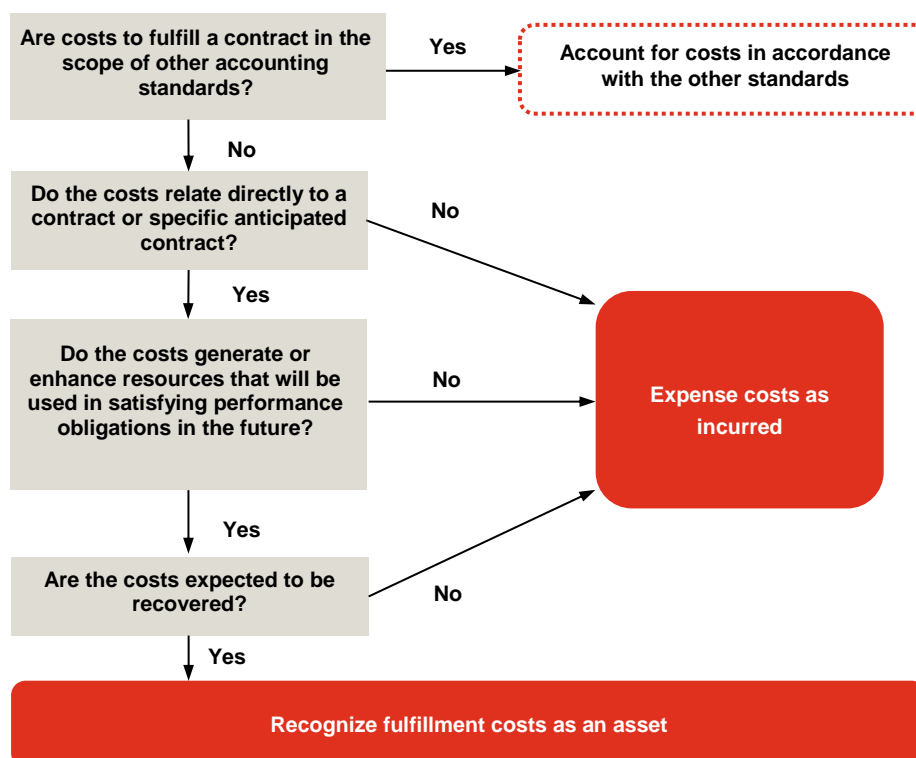 Are costs to fulfill a contract in the
scope of other accounting
standards?
Yes
Account for costs in accordance
with the other standards
No
Do the costs relate directly to a
contract or specific anticipated
contract?
No
Yes
Do the costs generate or
enhance resources that will be
used in satisfying performance
obligations in the future?
No
Expense costs as
incurred
Yes
Are the costs expected to be
recovered?
No
Yes
Recognize fulfillment costs as an asset